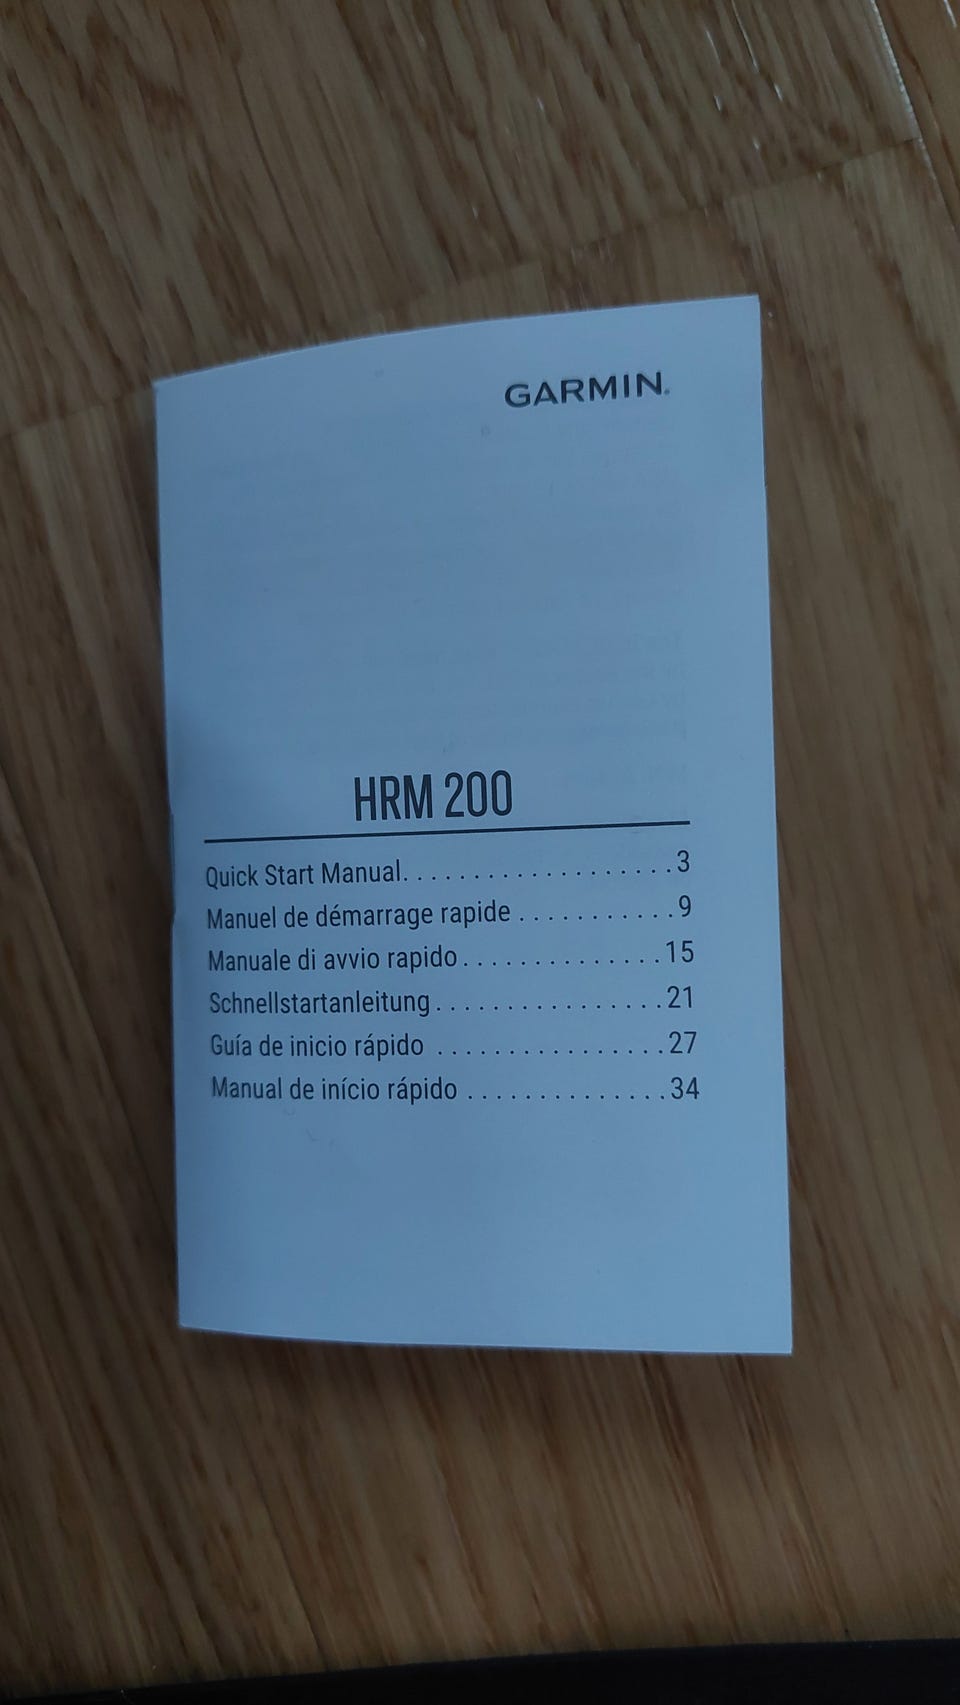 GARMIN®
HRM 200
Quick Start Manual. . . . . . . . . . . . . . . . . . . .3
Manuel de démarrage rapide . . . . . . . . . . . .9
Manuale di avvio rapido. . . . . . . . . . . . . . .15
Schnellstartanleitung. . . . . . . . . . . . . . . . .21
Guía de inicio rápido . . . . . . . . . . . . . . . . .27
Manual de início rápido . . . . . . . . . . . . . . .34